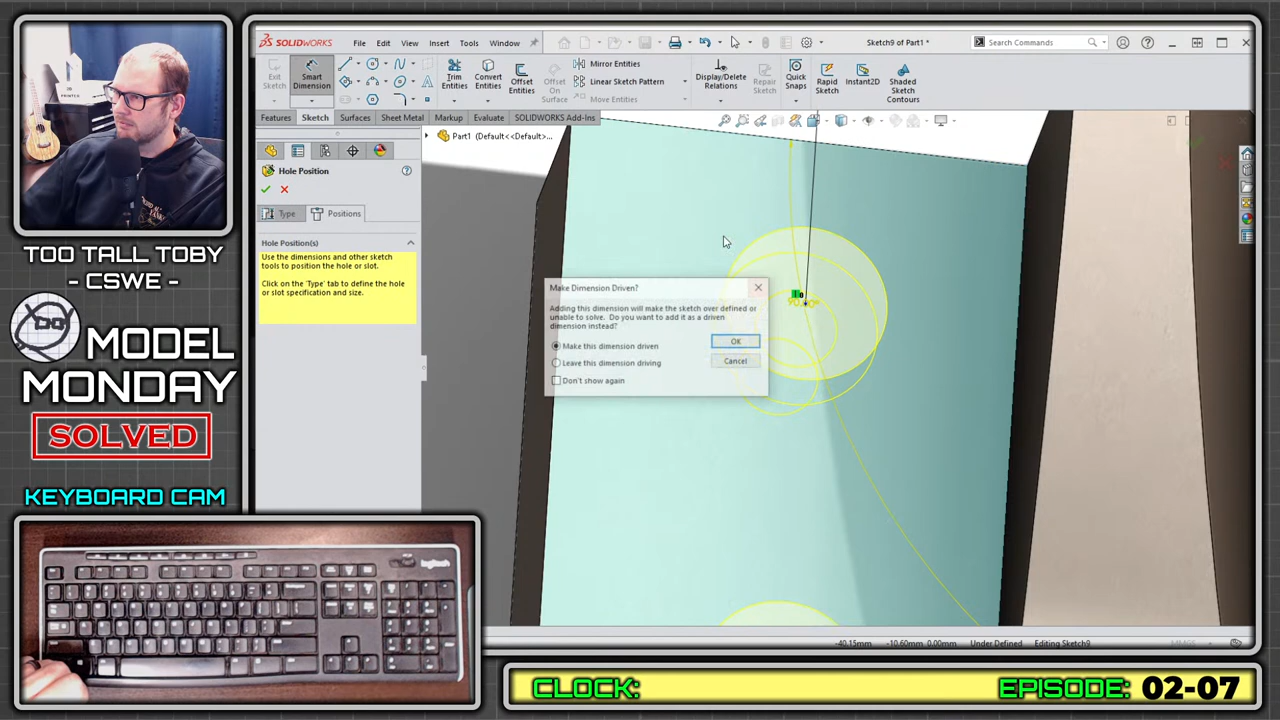 SOLIDWORKS File Edit View Insert Tools Window Sketch9 of Part1 * Search Commands
Exit Sketch
Smart Dimension
Trim Entities
Convert Entities
Offset Entities
Offset On Surface
Mirror Entities
Linear Sketch Pattern
Move Entities
Display/Delete Relations
Repair Sketch
Quick Snaps
Rapid Sketch
Instant2D
Shaded Sketch Contours
Features Sketch Surfaces Sheet Metal Markup Evaluate SOLIDWORKS Add-Ins
Part1 (Default<<Default>...
Hole Position
Type Positions
Hole Position(s)
Use the dimensions and other sketch
tools to position the hole or slot.
Click on the 'Type' tab to define the hole
or slot specification and size.
Make Dimension Driven?
Adding this dimension will make the sketch over defined or
unable to solve. Do you want to add it as a driven
dimension instead?
Make this dimension driven
Leave this dimension driving
Don't show again
OK
Cancel
-40.15mm -10.60mm 0.00mm Under Defined Editing Sketch9
TOO TALL TOBY
- CSWE -
MODEL
MONDAY
SOLVED
KEYBOARD CAM
logitech
CLOCK:
EPISODE: 02-07